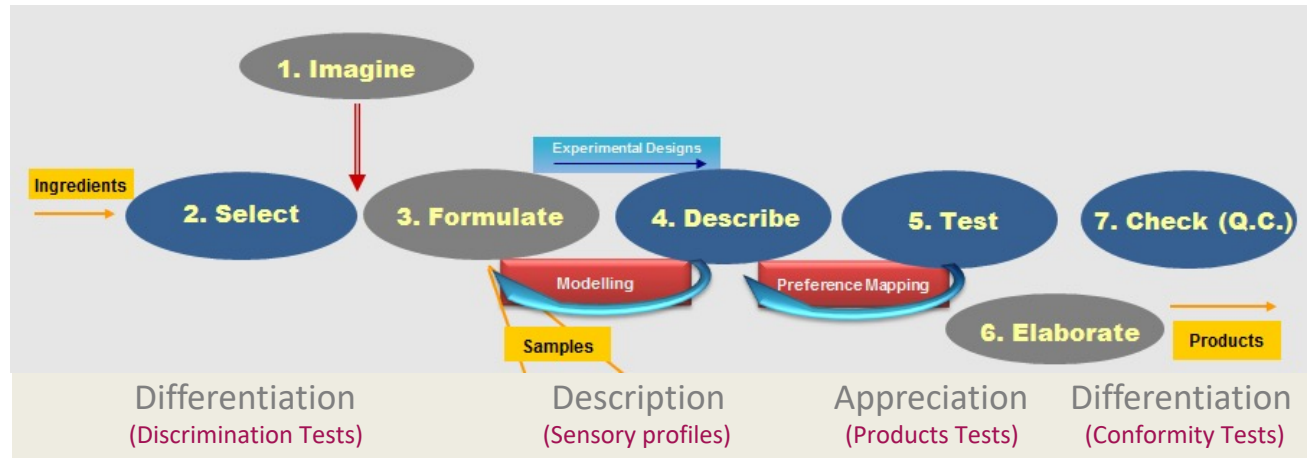 1. Imagine
Experimental Designs
Ingredients
2. Select
3. Formulate
4. Describe
5. Test
7. Check (Q.C.)
Modelling
Preference Mapping
6. Elaborate
Samples
Products
Differentiation
(Discrimination Tests)
Description
(Sensory profiles)
Appreciation
(Products Tests)
Differentiation
(Conformity Tests)